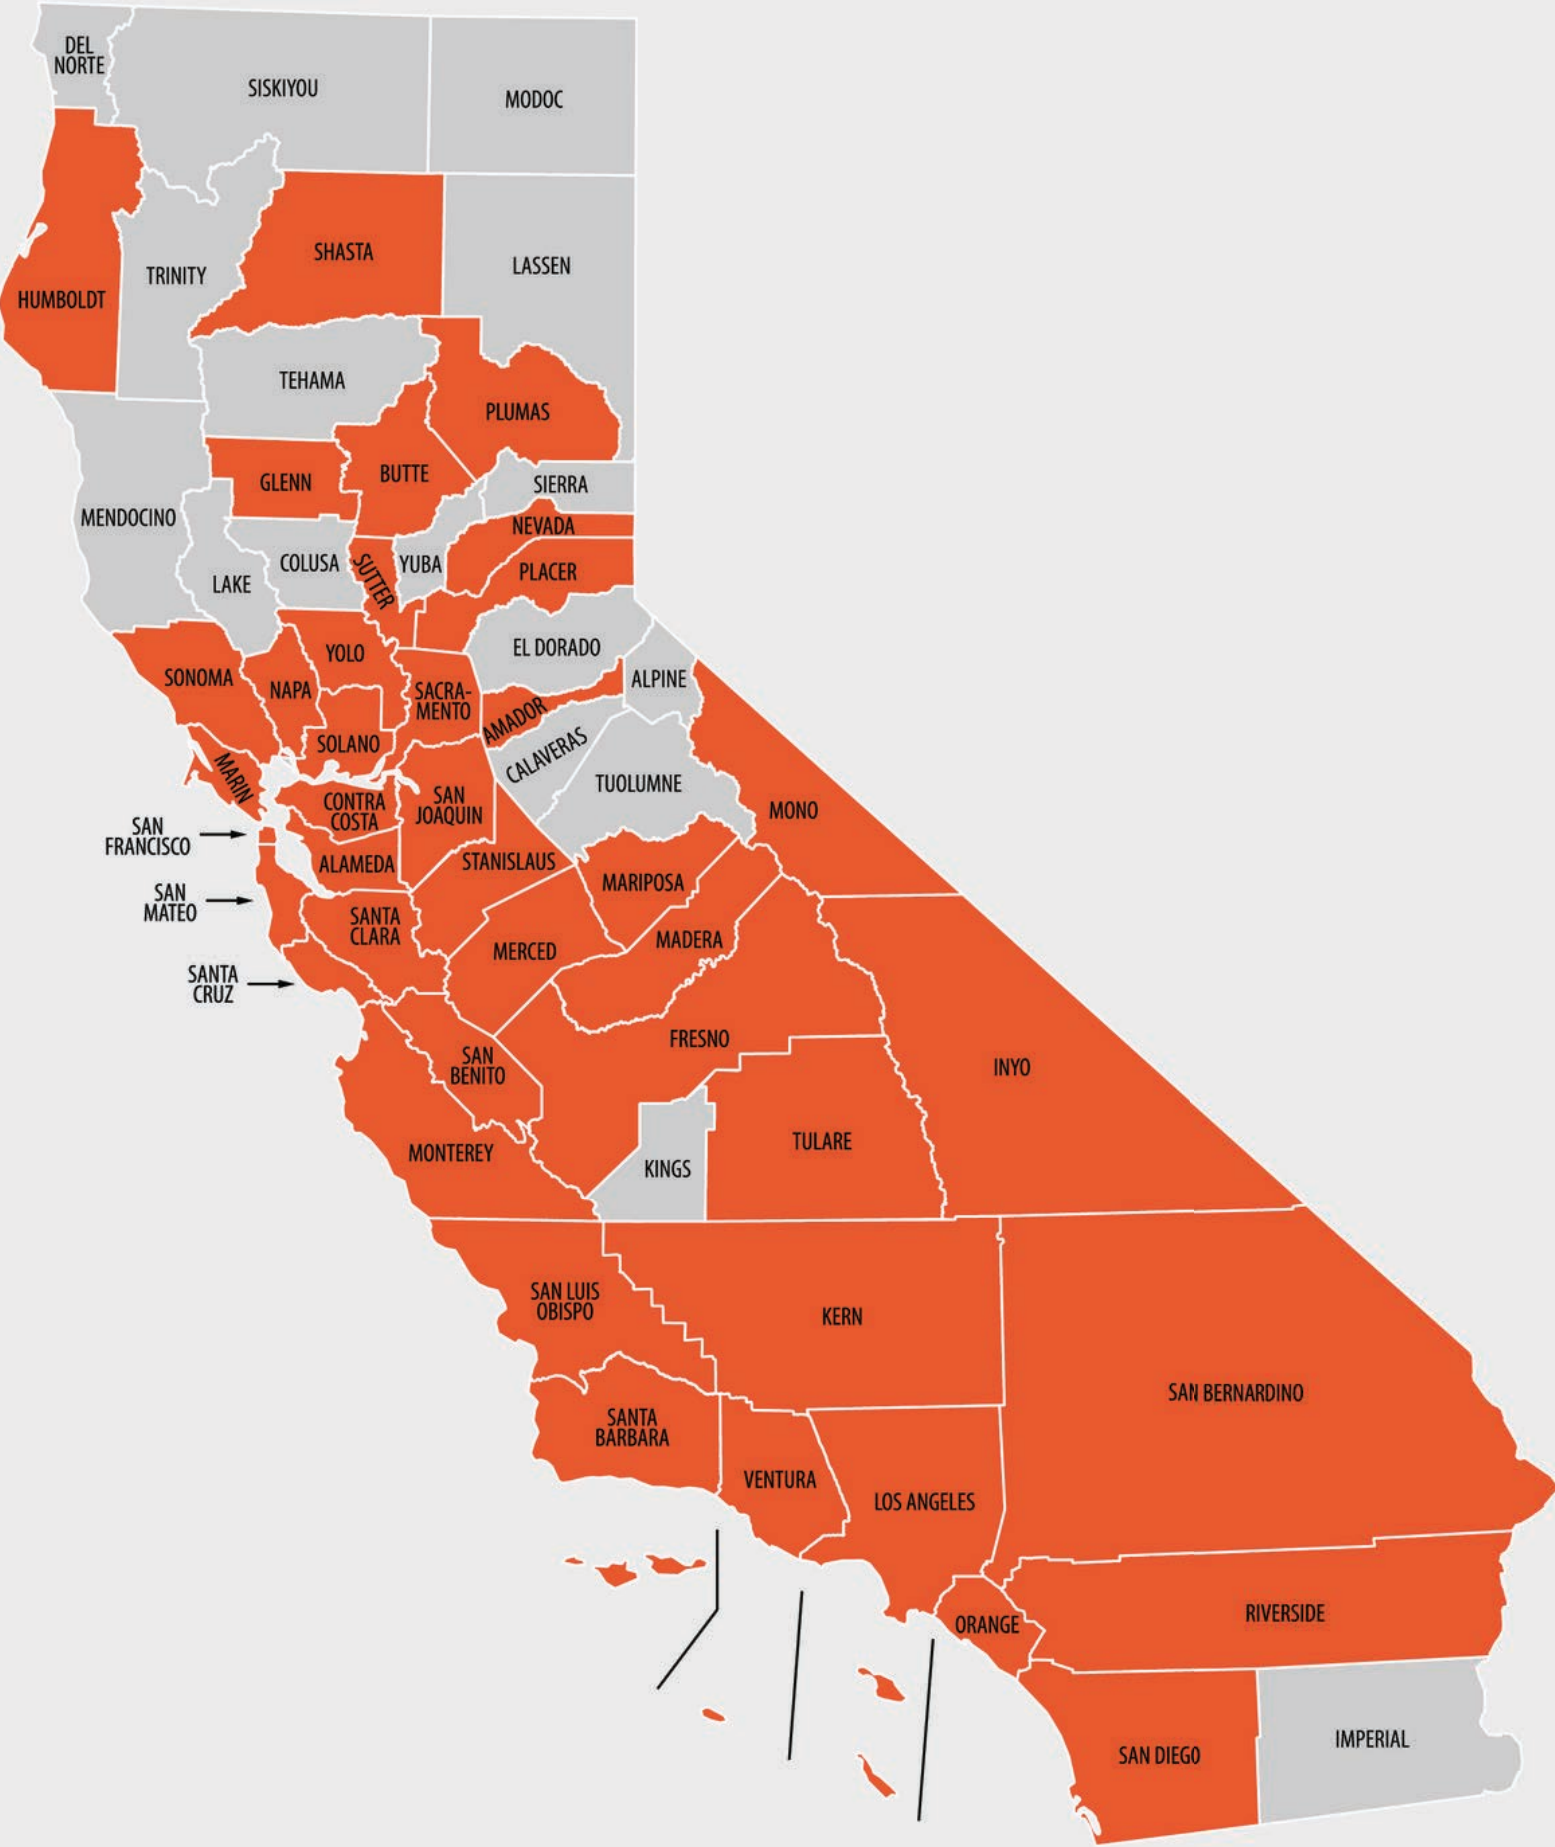 DEL
NORTE
SISKIYOU
MODOC
HUMBOLDT
TRINITY
SHASTA
LASSEN
TEHAMA
PLUMAS
GLENN
BUTTE
SIERRA
MENDOCINO
NEVADA
COLUSA
SUTTER
YUBA
PLACER
LAKE
EL DORADO
YOLO
SONOMA
NAPA
SACRA-
MENTO
ALPINE
AMADOR
SOLANO
CALAVERAS
MARIN
TUOLUMNE
CONTRA
COSTA
SAN
JOAQUIN
MONO
SAN
FRANCISCO
ALAMEDA
STANISLAUS
MARIPOSA
SAN
MATEO
SANTA
CLARA
MERCED
MADERA
SANTA
CRUZ
FRESNO
SAN
BENITO
INYO
MONTEREY
KINGS
TULARE
SAN LUIS
OBISPO
KERN
SAN BERNARDINO
SANTA
BARBARA
VENTURA
LOS ANGELES
ORANGE
RIVERSIDE
SAN DIEGO
IMPERIAL